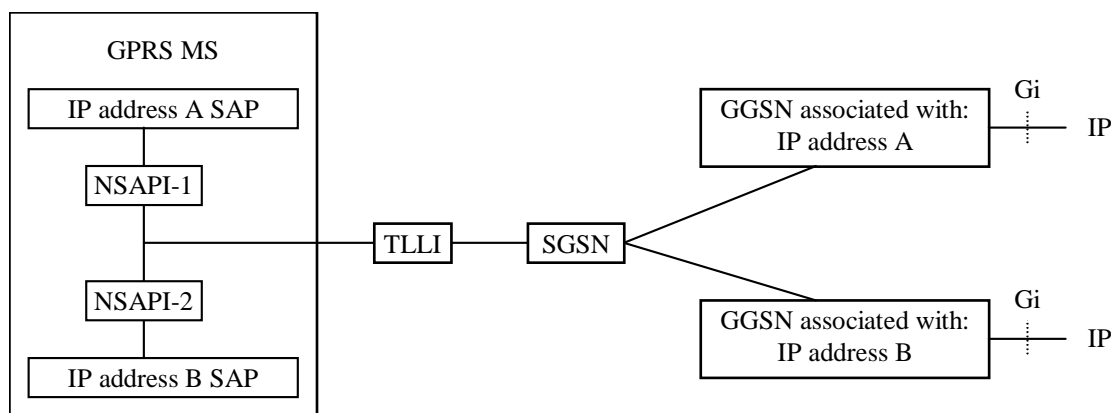 GPRS MS
IP address A SAP
NSAPI-1
NSAPI-2
IP address B SAP
TLLI
SGSN
GGSN associated with:
IP address A
Gi
IP
GGSN associated with:
IP address B
Gi
IP